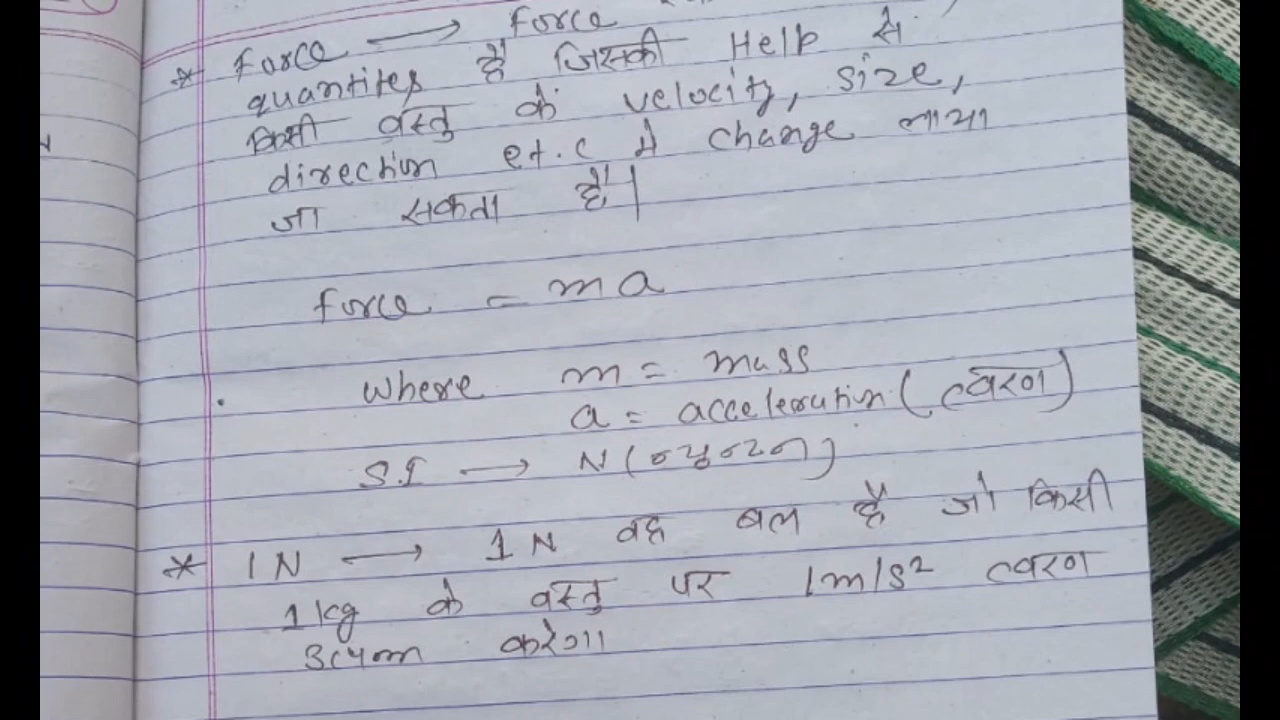 * Force ⟶ Force
quantites है जिसकी Help से
किसी वस्तु के velocity, size,
direction et.c मे change लाया
जा सकता है।
force = ma
where m = mass
a = acceleration (त्वरण)
S.I ⟶ N (न्युटन)
* 1N ⟶ 1N वह बल है जो किसी
1kg के वस्तु पर 1m/s² त्वरण
उत्पन्न करेगा